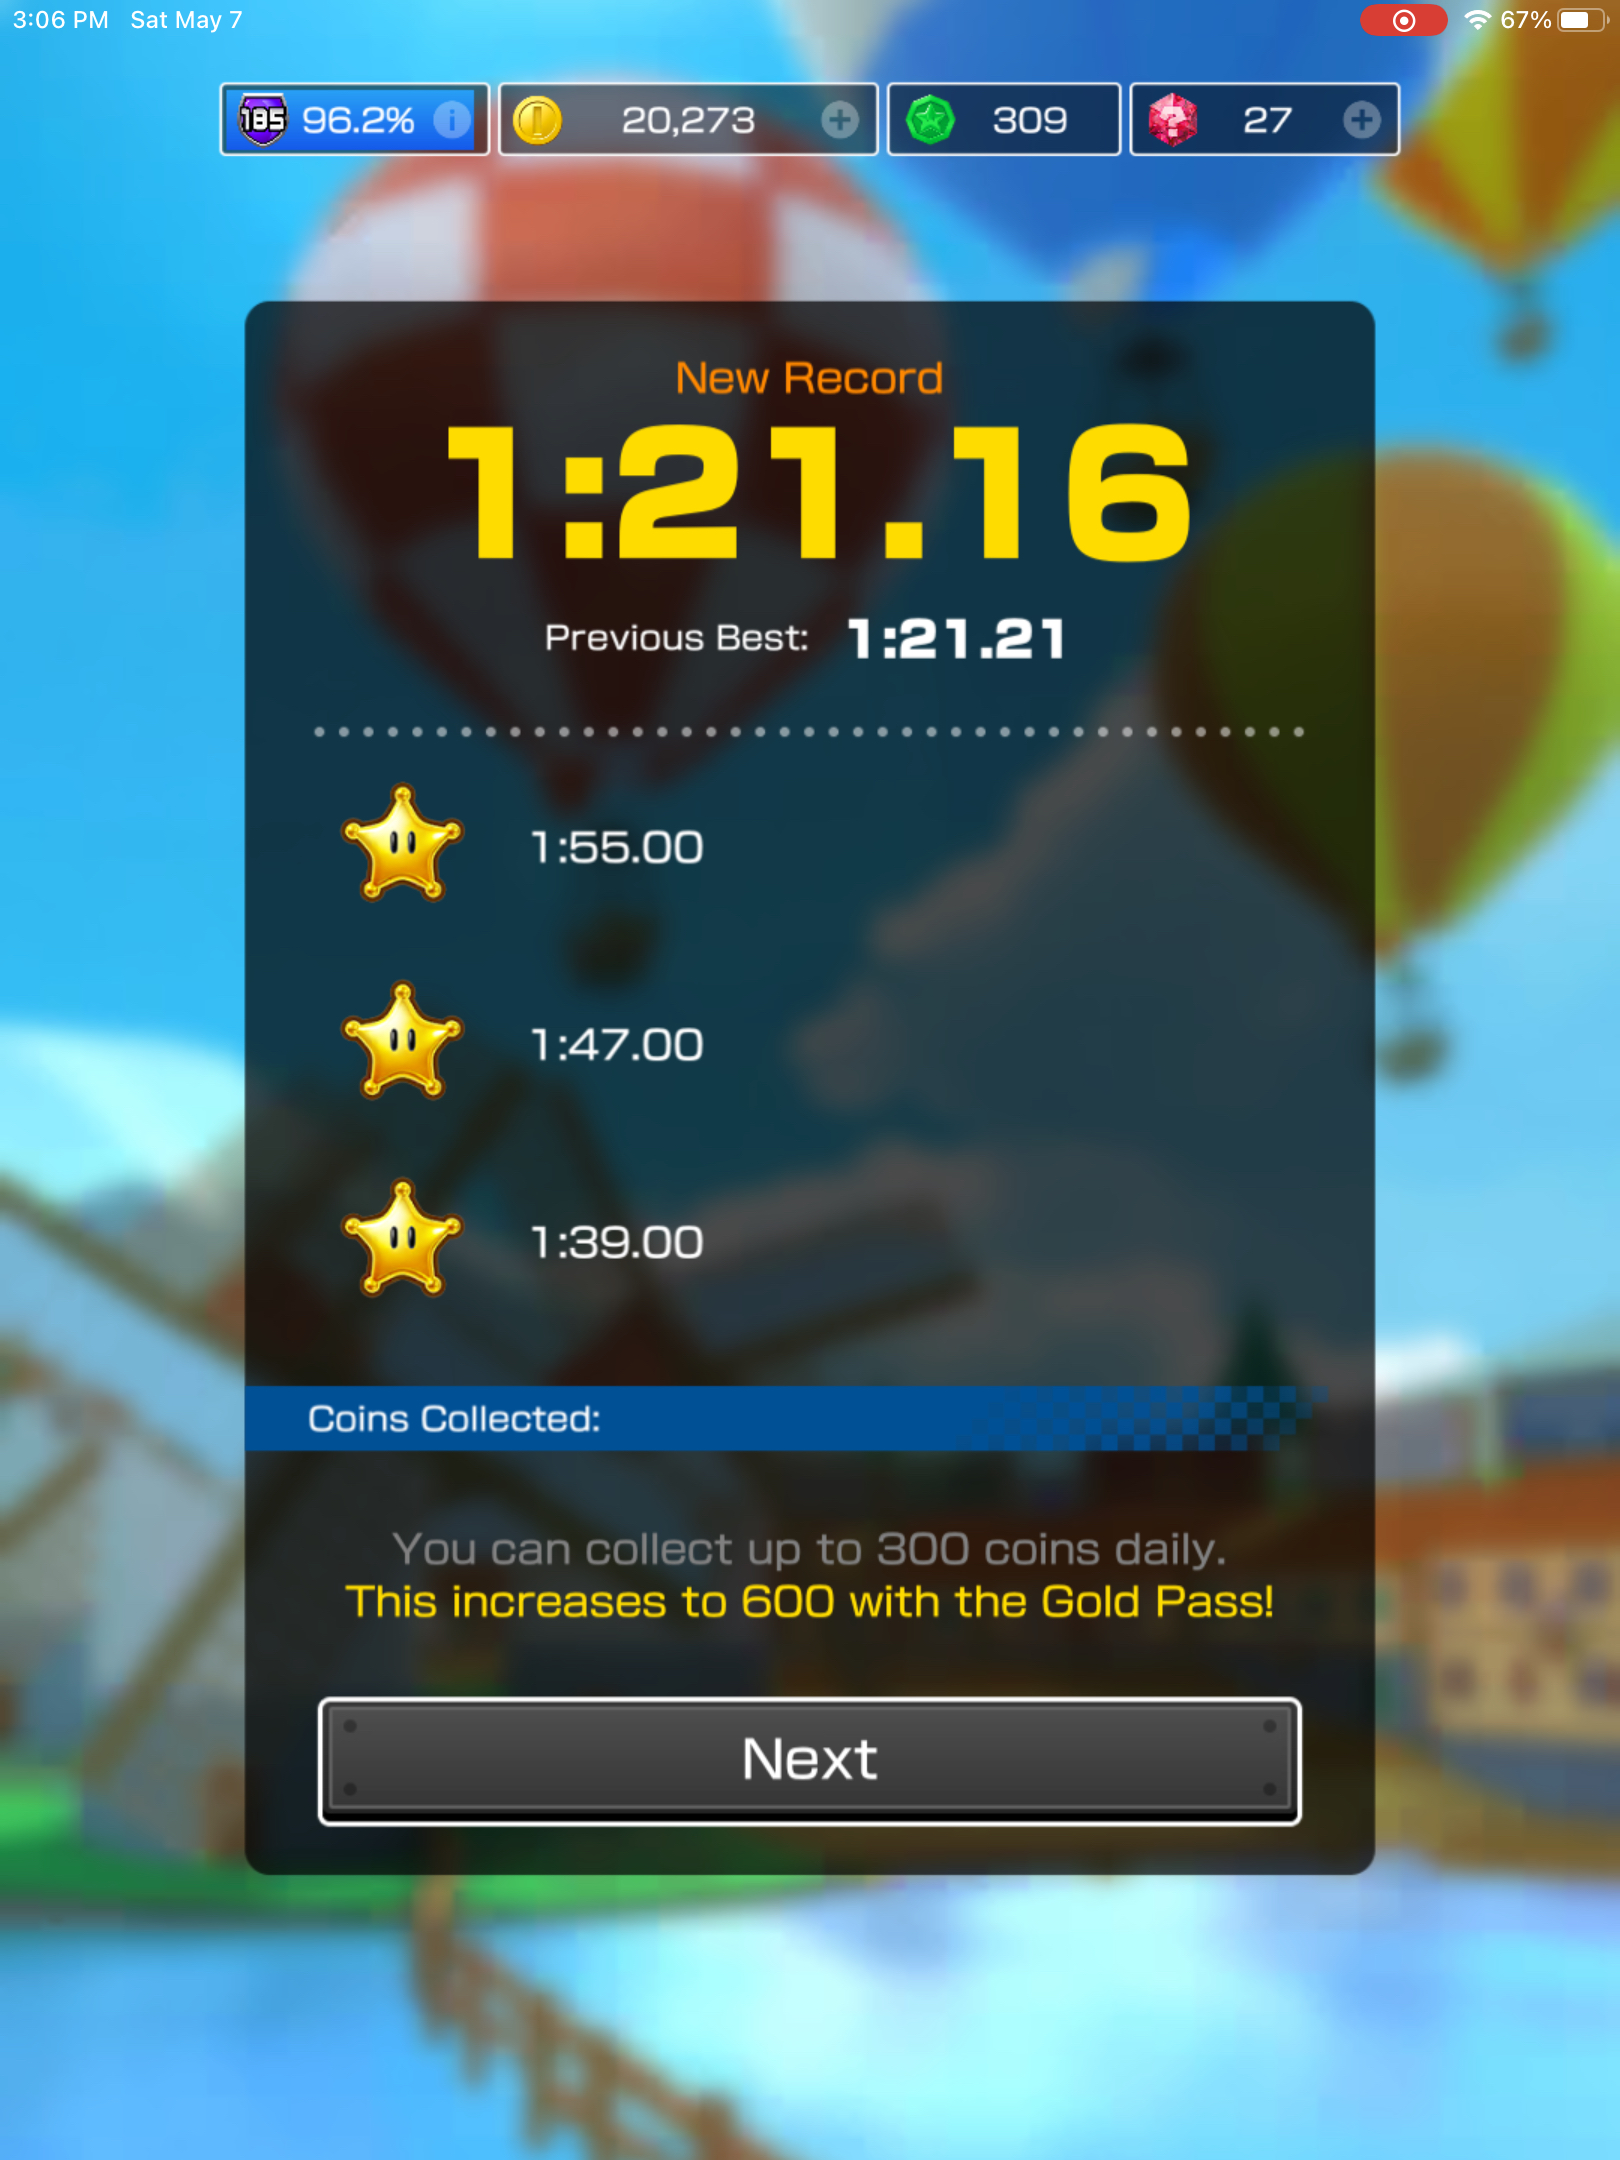 3:06 PM Sat May 7 67%
185 96.2% i 20,273 + 309 ? 27 +
New Record
1:21.16
Previous Best: 1:21.21
1:55.00
1:47.00
1:39.00
Coins Collected:
You can collect up to 300 coins daily.
This increases to 600 with the Gold Pass!
Next